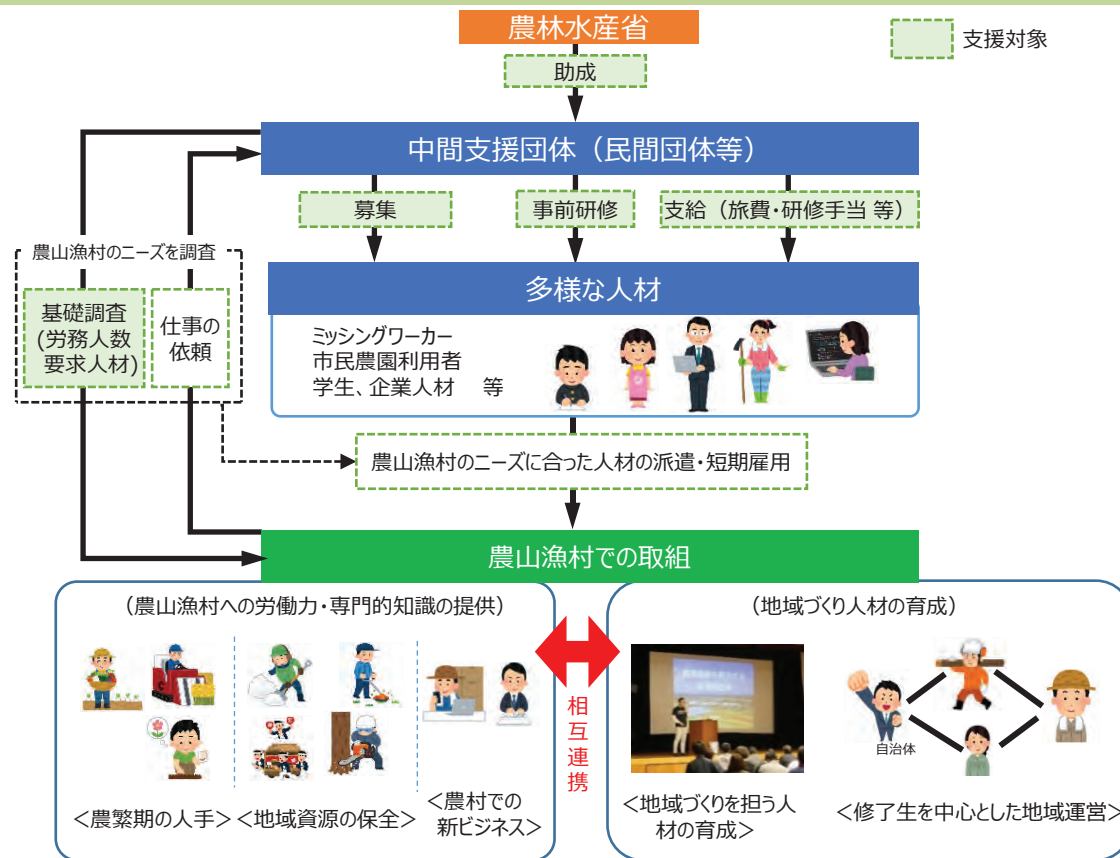 農林水産省
支援対象
助成
中間支援団体（民間団体等）
募集
事前研修
支給（旅費・研修手当 等）
農山漁村のニーズを調査
基礎調査
(労務人数
要求人材)
仕事の
依頼
多様な人材
ミッシングワーカー
市民農園利用者
学生、企業人材　等
農山漁村のニーズに合った人材の派遣・短期雇用
農山漁村での取組
（農山漁村への労働力・専門的知識の提供）
（地域づくり人材の育成）
相互連携
自治体
＜農繁期の人手＞
＜地域資源の保全＞
＜農村での
新ビジネス＞
＜地域づくりを担う人
材の育成＞
＜修了生を中心とした地域運営＞